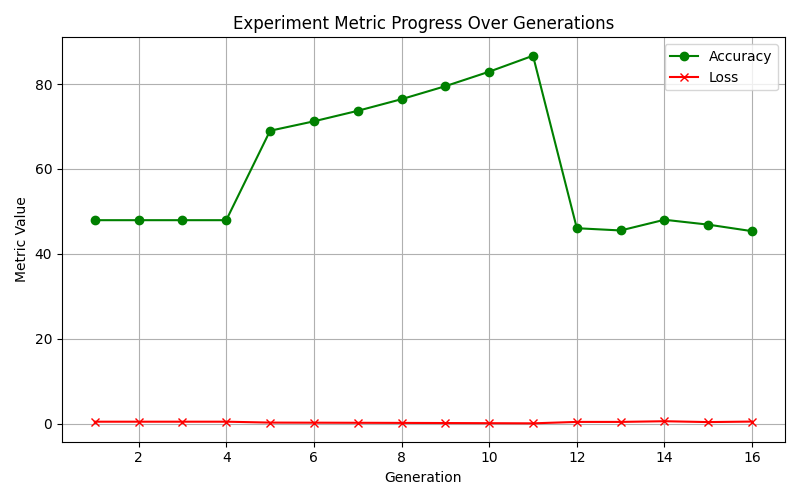 Experiment Metric Progress Over Generations
Accuracy
Loss
Metric Value
80
60
40
20
0
2 4 6 8 10 12 14 16
Generation